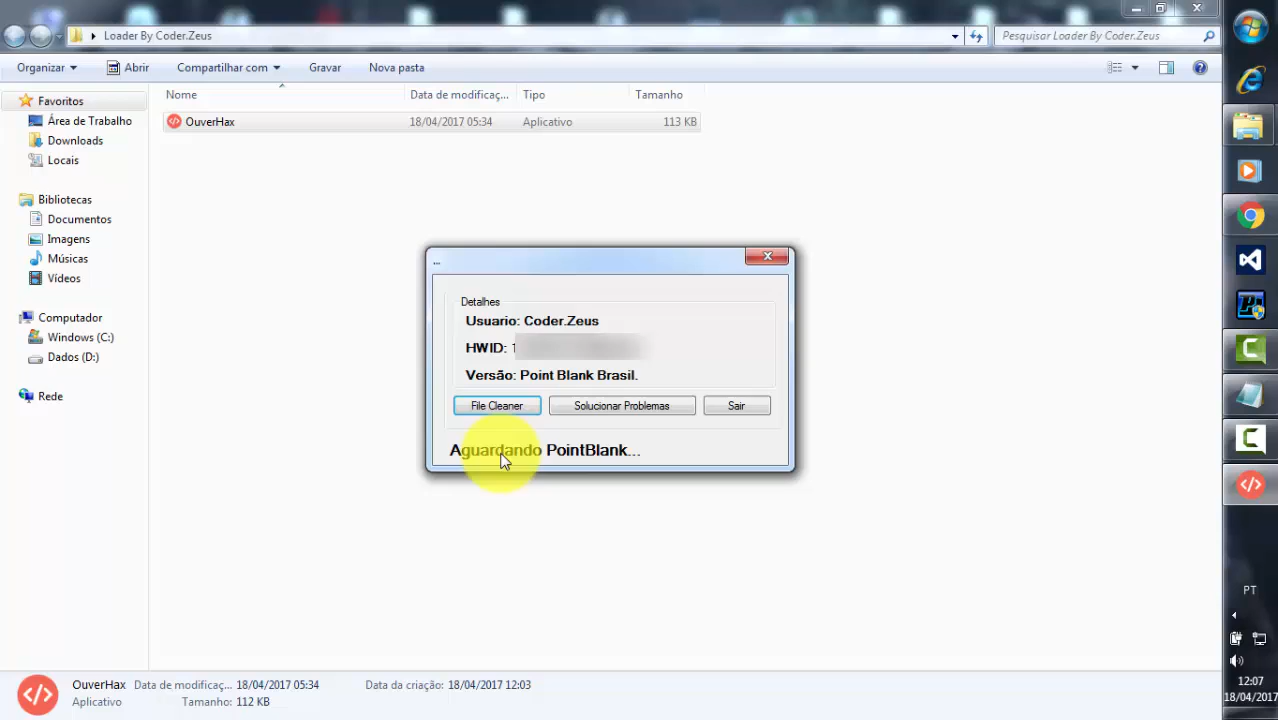 Loader By Coder.Zeus
Pesquisar Loader By Coder.Zeus
Organizar Abrir Compartilhar com Gravar Nova pasta
Favoritos
Área de Trabalho
Downloads
Locais
Bibliotecas
Documentos
Imagens
Músicas
Vídeos
Computador
Windows (C:)
Dados (D:)
Rede
Nome Data de modificaç... Tipo Tamanho
OuverHax 18/04/2017 05:34 Aplicativo 113 KB
...
Detalhes
Usuario: Coder.Zeus
HWID: 1
Versão: Point Blank Brasil.
File Cleaner Solucionar Problemas Sair
Aguardando PointBlank...
OuverHax Data de modificaç... 18/04/2017 05:34 Data da criação: 18/04/2017 12:03
Aplicativo Tamanho: 112 KB
PT
12:07
18/04/2017